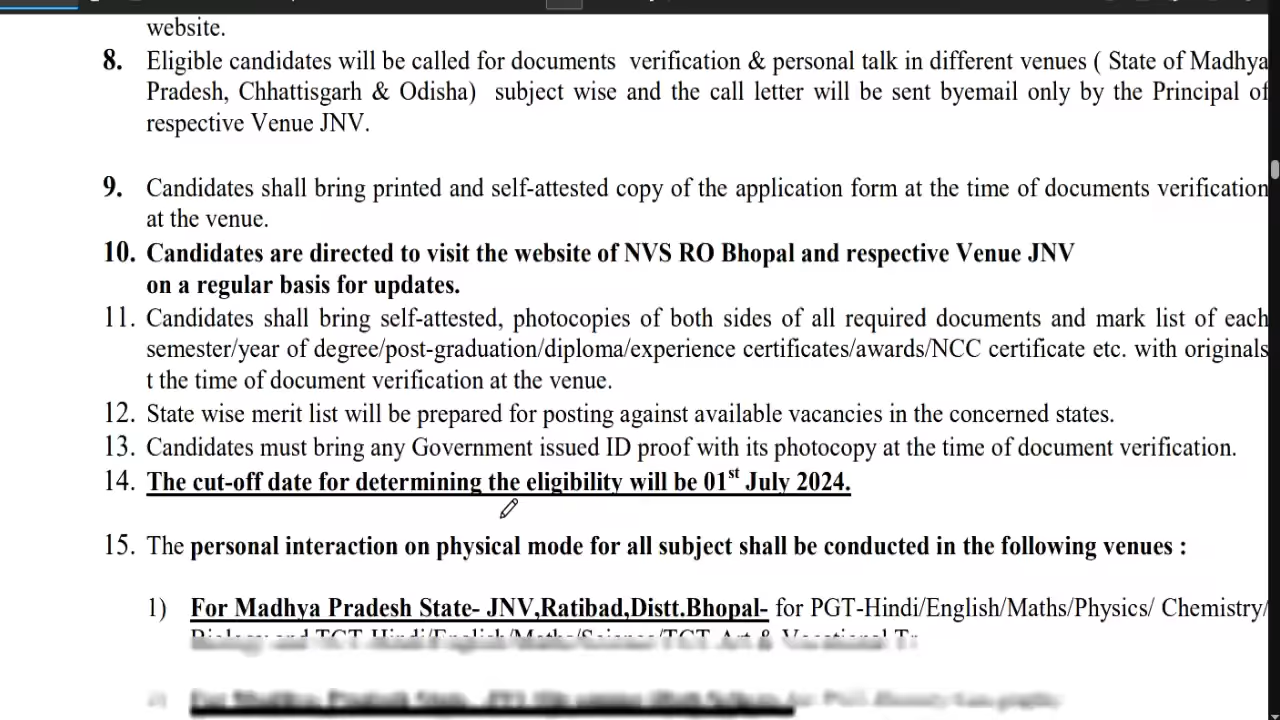 website.
8. Eligible candidates will be called for documents verification & personal talk in different venues ( State of Madhya
Pradesh, Chhattisgarh & Odisha) subject wise and the call letter will be sent byemail only by the Principal of
respective Venue JNV.
9. Candidates shall bring printed and self-attested copy of the application form at the time of documents verification
at the venue.
10. Candidates are directed to visit the website of NVS RO Bhopal and respective Venue JNV
on a regular basis for updates.
11. Candidates shall bring self-attested, photocopies of both sides of all required documents and mark list of each
semester/year of degree/post-graduation/diploma/experience certificates/awards/NCC certificate etc. with originals
t the time of document verification at the venue.
12. State wise merit list will be prepared for posting against available vacancies in the concerned states.
13. Candidates must bring any Government issued ID proof with its photocopy at the time of document verification.
14. The cut-off date for determining the eligibility will be 01st July 2024.
15. The personal interaction on physical mode for all subject shall be conducted in the following venues :
1) For Madhya Pradesh State- JNV,Ratibad,Distt.Bhopal- for PGT-Hindi/English/Maths/Physics/ Chemistry/